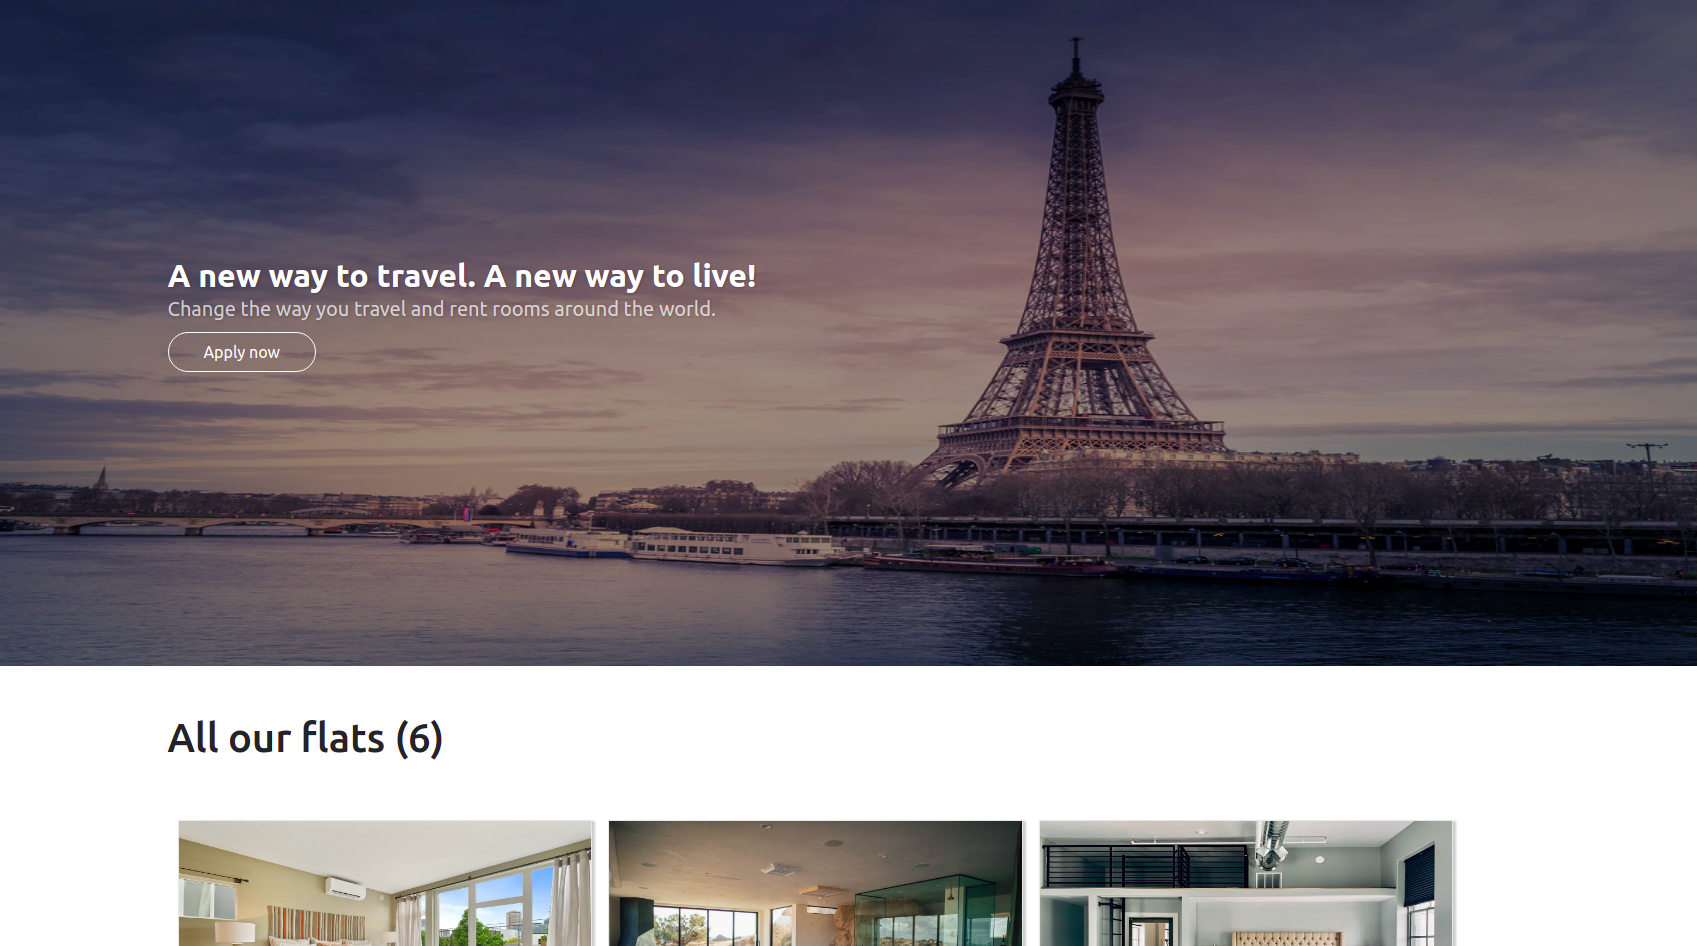 A new way to travel. A new way to live!
Change the way you travel and rent rooms around the world.
Apply now
All our flats (6)